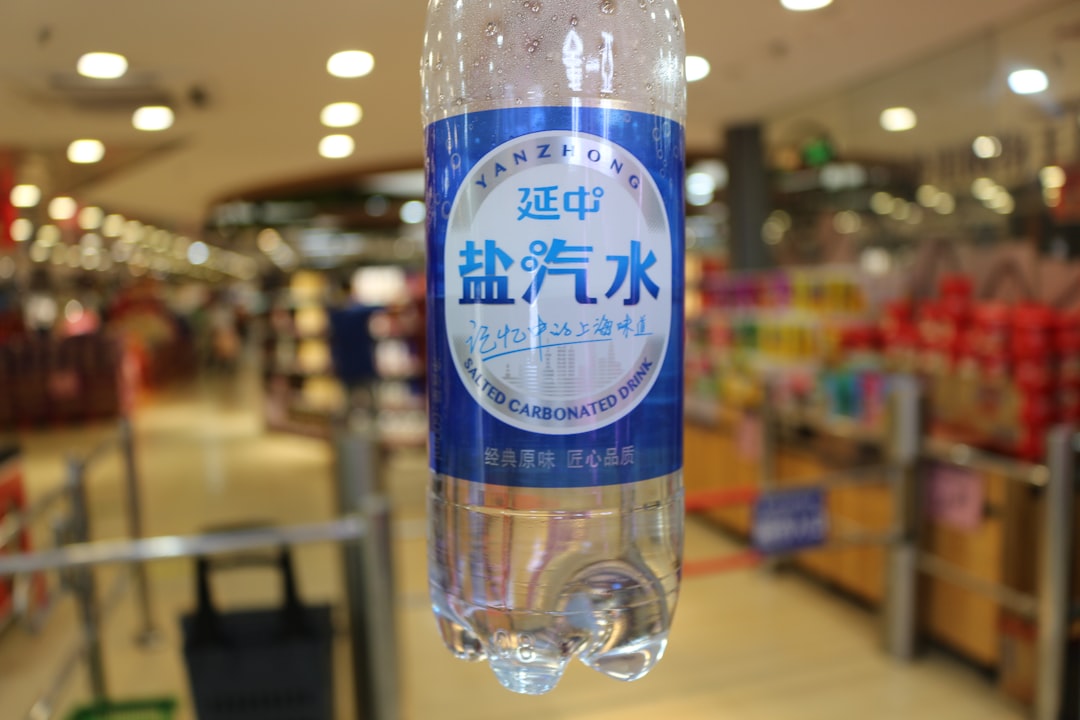 YANZHONG
延中
盐汽水
记忆中的上海味道
SALTED CARBONATED DRINK
经典原味 匠心品质